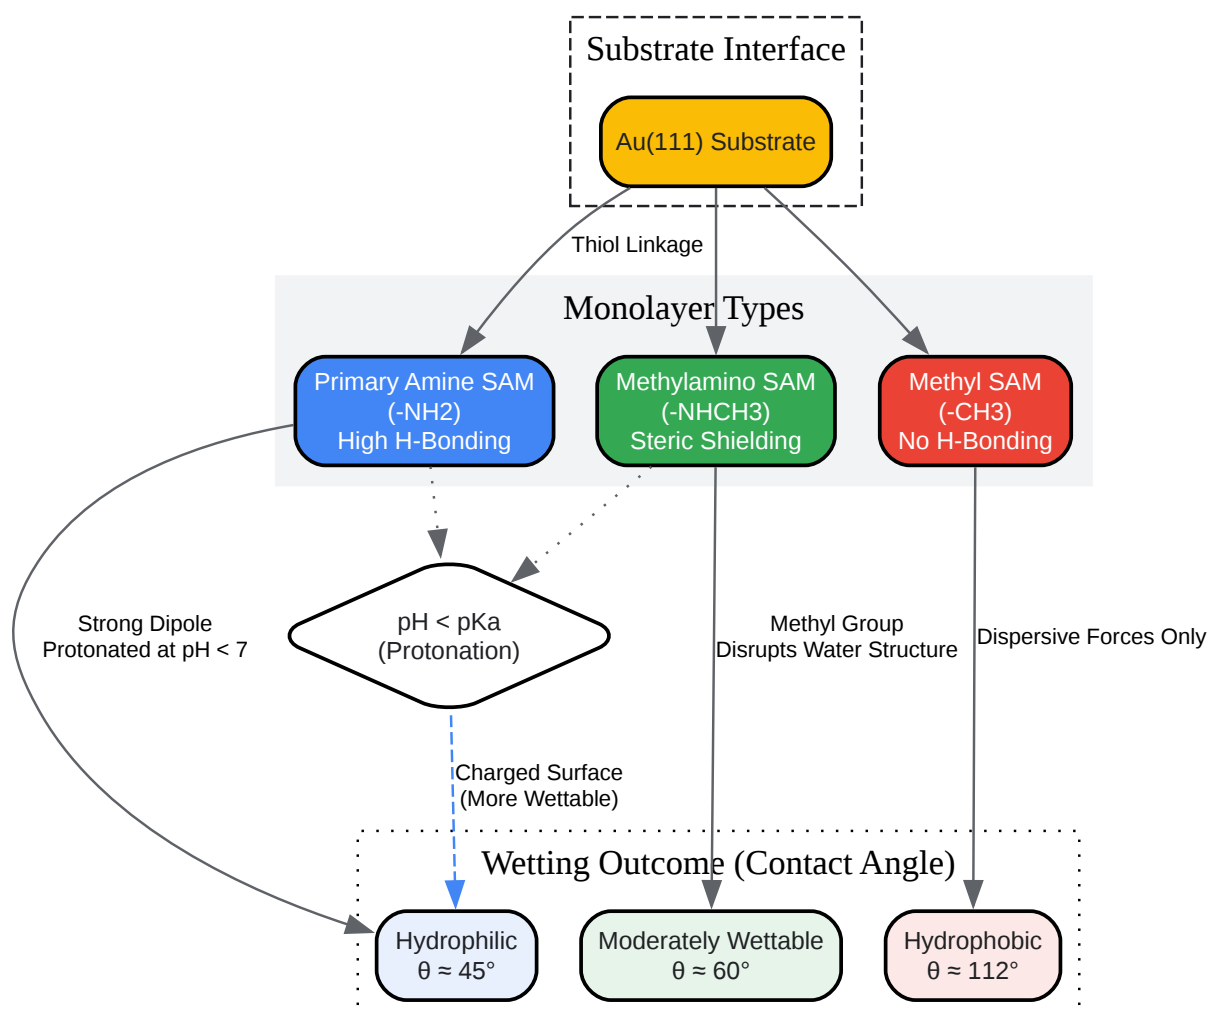 Substrate Interface
Au(111) Substrate
Thiol Linkage
Monolayer Types
Primary Amine SAM
(-NH2)
High H-Bonding
Methylamino SAM
(-NHCH3)
Steric Shielding
Methyl SAM
(-CH3)
No H-Bonding
Strong Dipole
Protonated at pH < 7
pH < pKa
(Protonation)
Methyl Group
Disrupts Water Structure
Dispersive Forces Only
Charged Surface
(More Wettable)
Wetting Outcome (Contact Angle)
Hydrophilic
θ ≈ 45°
Moderately Wettable
θ ≈ 60°
Hydrophobic
θ ≈ 112°